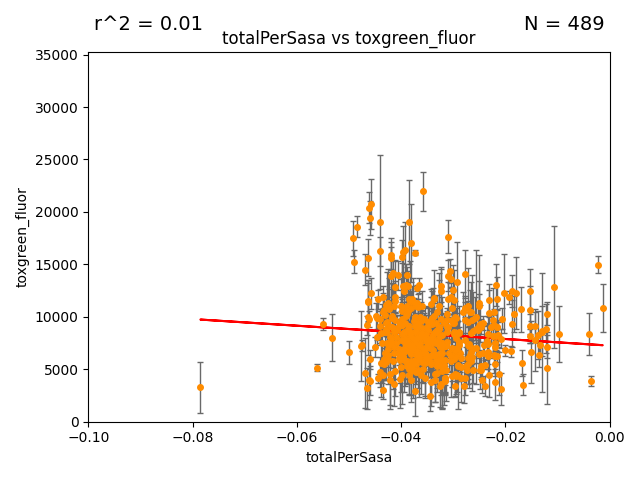 r^2 = 0.01
N = 489
totalPerSasa vs toxgreen_fluor
35000
30000
25000
20000
15000
10000
5000
0
toxgreen_fluor
−0.10
−0.08
−0.06
−0.04
−0.02
0.00
totalPerSasa